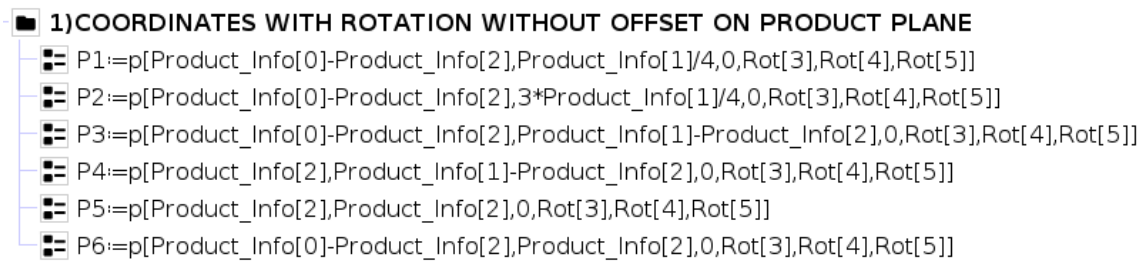 1)COORDINATES WITH ROTATION WITHOUT OFFSET ON PRODUCT PLANE
P1:=p[Product_Info[0]-Product_Info[2],Product_Info[1]/4,0,Rot[3],Rot[4],Rot[5]]
P2:=p[Product_Info[0]-Product_Info[2],3*Product_Info[1]/4,0,Rot[3],Rot[4],Rot[5]]
P3:=p[Product_Info[0]-Product_Info[2],Product_Info[1]-Product_Info[2],0,Rot[3],Rot[4],Rot[5]]
P4:=p[Product_Info[2],Product_Info[1]-Product_Info[2],0,Rot[3],Rot[4],Rot[5]]
P5:=p[Product_Info[2],Product_Info[2],0,Rot[3],Rot[4],Rot[5]]
P6:=p[Product_Info[0]-Product_Info[2],Product_Info[2],0,Rot[3],Rot[4],Rot[5]]